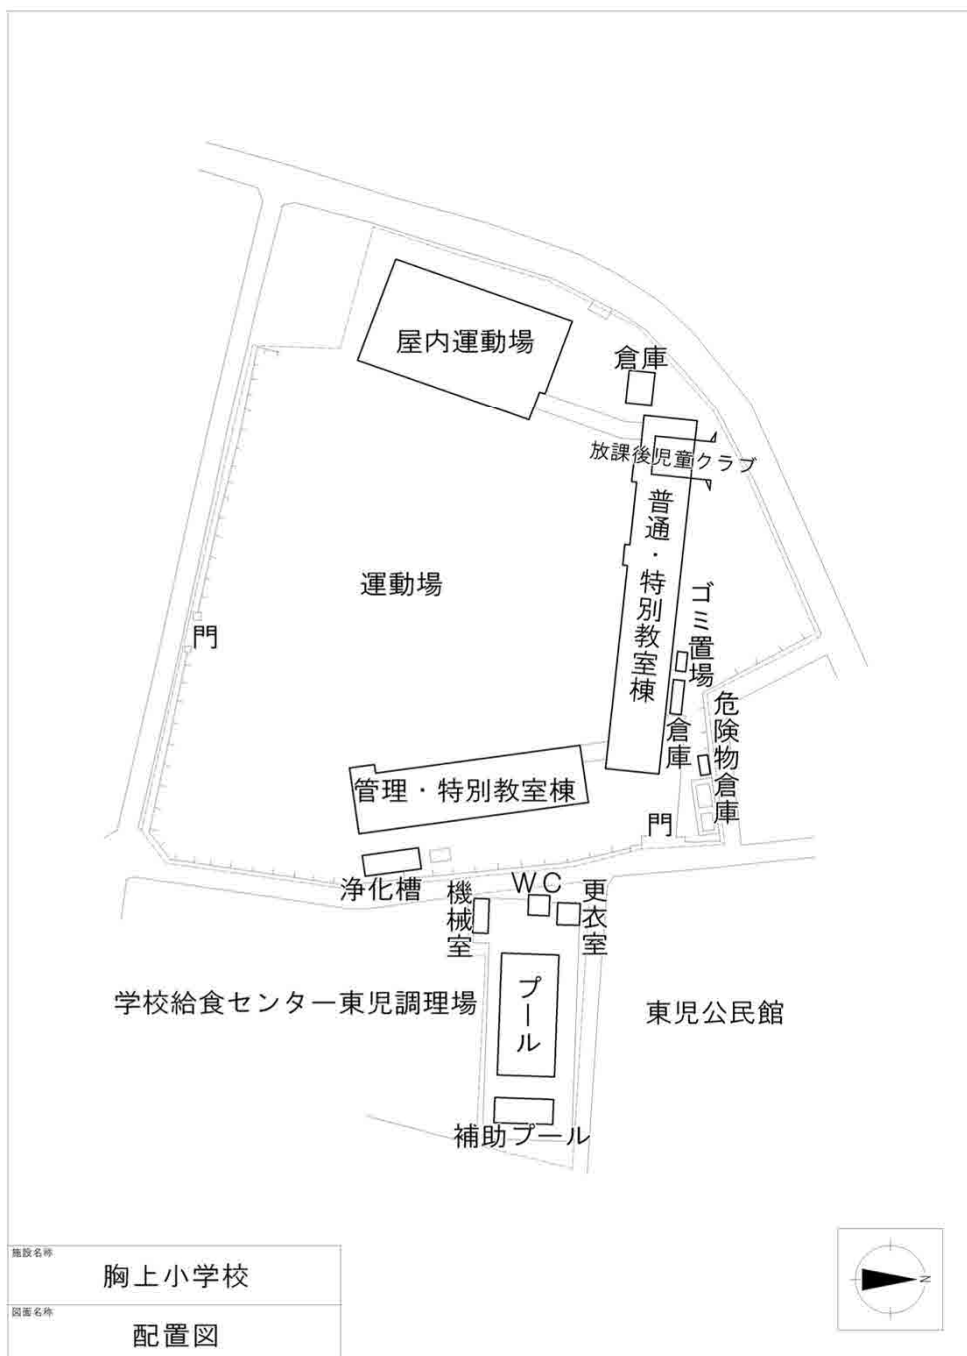 屋内運動場
倉庫
放課後児童クラブ
普通・特別教室棟
運動場
ゴミ置場
門
倉庫
危険物倉庫
管理・特別教室棟
門
浄化槽
機械室
WC
更衣室
学校給食センター東児調理場
プール
東児公民館
補助プール
施設名称
胸上小学校
図面名称
配置図
N